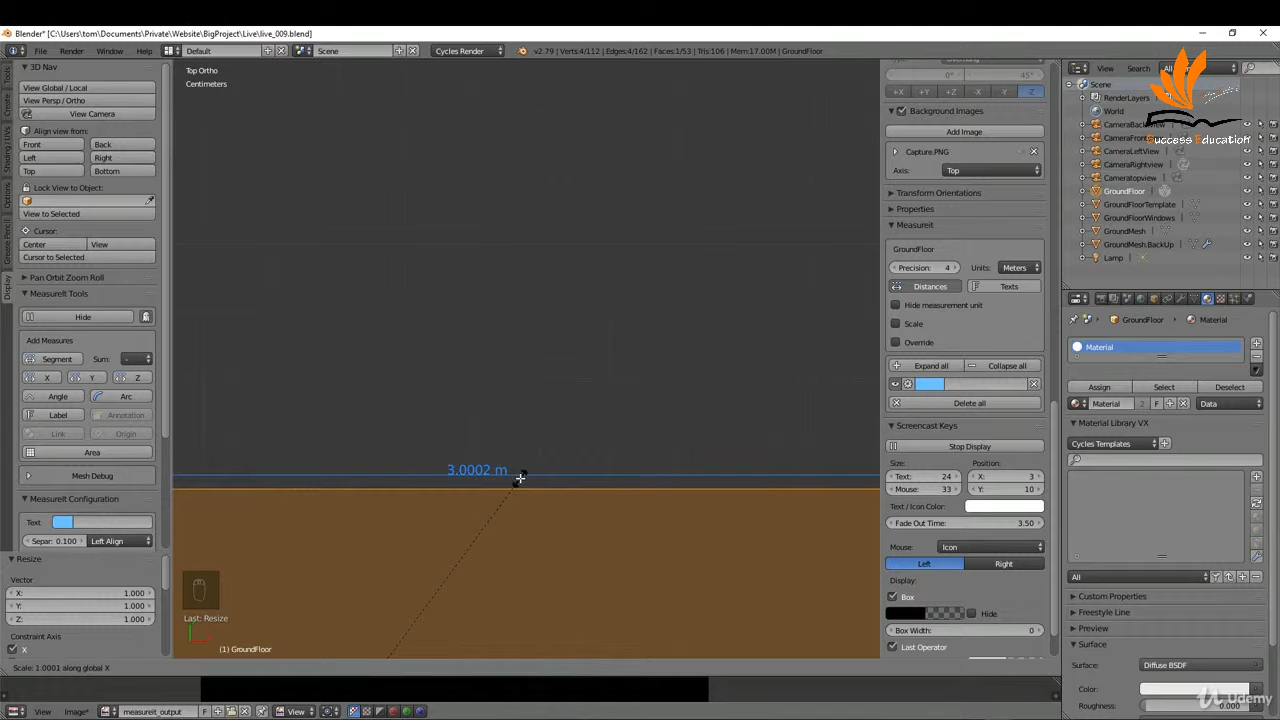 Blender* [C:\Users\tom\Documents\Private\Website\BigProject\Live\live_009.blend]
File Render Window Help Default Scene Cycles Render v2.79 | Verts:4/112 | Edges:4/162 | Faces:1/53 | Tris:106 | Mem:17.00M | GroundFloor
3D Nav
View Global / Local
View Persp / Ortho
View Camera
Align view from:
Front Back
Left Right
Top Bottom
Lock View to Object:
View to Selected
Cursor:
Center View
Cursor to Selected
Pan Orbit Zoom Roll
MeasureIt Tools
Hide
Add Measures
Segment Sum: -
X Y Z
Angle Arc
Label Annotation
Link Origin
Area
Mesh Debug
MeasureIt Configuration
Text
Separ: 0.100 Left Align
Resize
Vector
X: 1.000
Y: 1.000
Z: 1.000
Constraint Axis
X
Tools
Create
Shading / UVs
Options
Grease Pencil
Display
Top Ortho
Centimeters
3.0002 m
Last: Resize
(1) GroundFloor
Scale: 1.0001 along global X
View Image* measureit_output F View
0° 45°
+X +Y +Z -X -Y -Z
Background Images
Add Image
Capture.PNG
Axis: Top
Transform Orientations
Properties
Measureit
GroundFloor
Precision: 4 Units: Meters
Distances Texts
Hide measurement unit
Scale
Override
Expand all Collapse all
Delete all
Screencast Keys
Stop Display
Size: Position:
Text: 24 X: 3
Mouse: 33 Y: 10
Text / Icon Color:
Fade Out Time: 3.50
Mouse: Icon
Left Right
Display:
Box
Hide
Box Width: 0
Last Operator
View Search
Scene
RenderLayers
World
GroundFloor
GroundFloorTemplate
GroundFloorWindows
GroundMesh
GroundMesh.BackUp
Lamp
CameraLeftView
CameraRightview
Cameratopview
Success Education
GroundFloor Material
Material
Assign Select Deselect
Material 2 F Data
Material Library VX
Cycles Templates
All
Custom Properties
Freestyle Line
Preview
Surface
Surface: Diffuse BSDF
Color:
Roughness: 0.000
Udemy